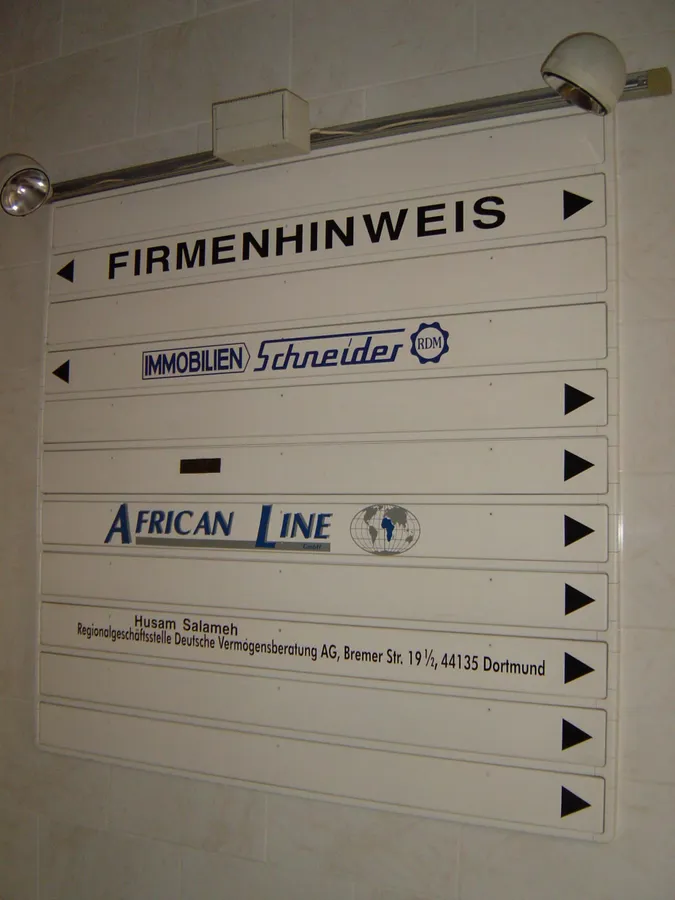 FIRMENHINWEIS
IMMOBILIEN Schneider RDM
AFRICAN LINE
GmbH
Husam Salameh
Regionalgeschäftsstelle Deutsche Vermögensberatung AG, Bremer Str. 19 ½, 44135 Dortmund